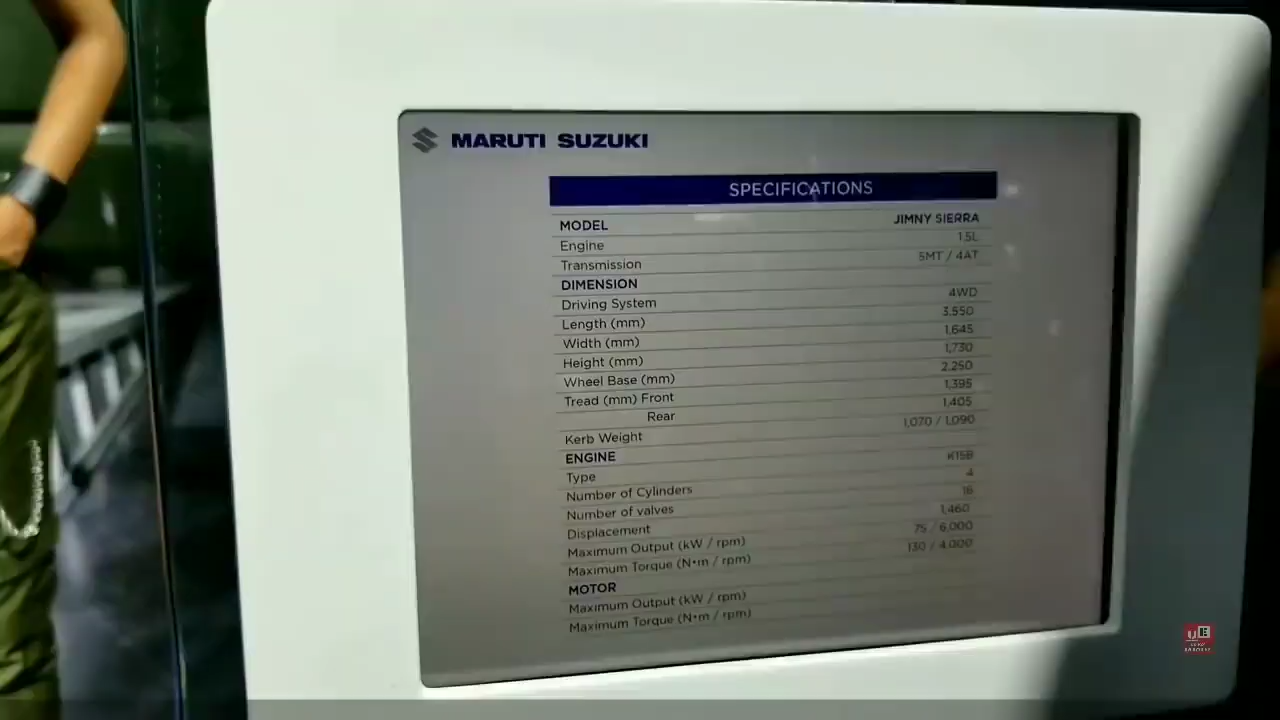 MARUTI SUZUKI
SPECIFICATIONS
MODEL JIMNY SIERRA
Engine 1.5L
Transmission 5MT / 4AT
DIMENSION
Driving System 4WD
Length (mm) 3,550
Width (mm) 1,645
Height (mm) 1,730
Wheel Base (mm) 2,250
Tread (mm) Front 1,395
Rear 1,405
Kerb Weight 1,070 / 1,090
ENGINE
Type K15B
Number of Cylinders 4
Number of valves 16
Displacement 1,460
Maximum Output (kW / rpm) 75 / 6,000
Maximum Torque (N•m / rpm) 130 / 4,000
MOTOR
Maximum Output (kW / rpm)
Maximum Torque (N•m / rpm)